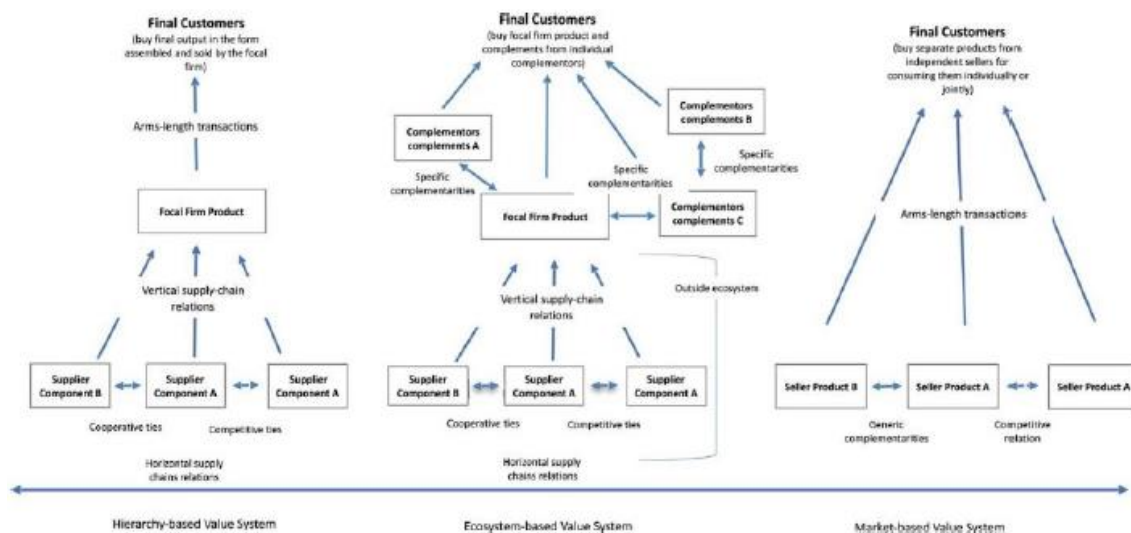 Final Customers
(buy final output in the form
assembled and sold by the focal
firm)
Arms-length transactions
Focal Firm Product
Vertical supply-chain
relations
Supplier
Component B
Supplier
Component A
Supplier
Component A
Cooperative ties
Competitive ties
Horizontal supply
chains relations
Hierarchy-based Value System
Final Customers
(buy focal firm product and
complements from individual
complementors)
Complementors
complements A
Complementors
complements B
Specific
complementarities
Specific
complementarities
Specific
complementarities
Focal Firm Product
Complementors
complements C
Outside ecosystem
Vertical supply-chain
relations
Supplier
Component B
Supplier
Component A
Supplier
Component A
Cooperative ties
Competitive ties
Horizontal supply
chains relations
Ecosystem-based Value System
Final Customers
(buy separate products from
independent sellers for
consuming them individually or
jointly)
Arms-length transactions
Seller Product B
Seller Product A
Seller Product A
Generic
complementarities
Competitive
relation
Market-based Value System